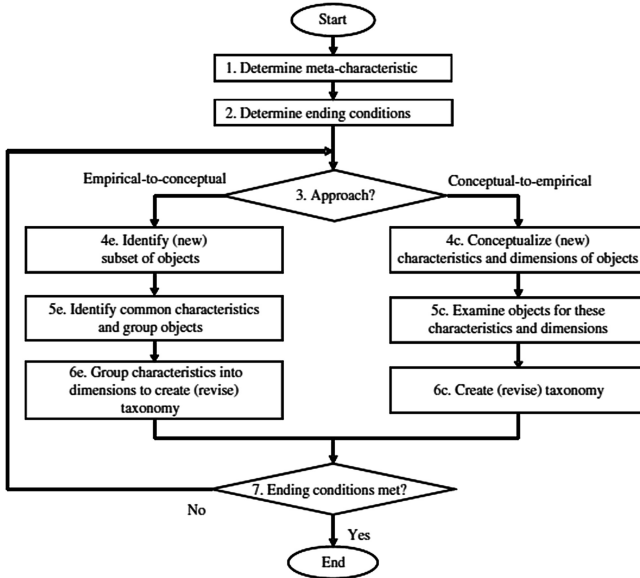 Start
1. Determine meta-characteristic
2. Determine ending conditions
Empirical-to-conceptual
3. Approach?
Conceptual-to-empirical
4e. Identify (new)
subset of objects
4c. Conceptualize (new)
characteristics and dimensions of objects
5e. Identify common characteristics
and group objects
5c. Examine objects for these
characteristics and dimensions
6e. Group characteristics into
dimensions to create (revise)
taxonomy
6c. Create (revise) taxonomy
7. Ending conditions met?
No
Yes
End